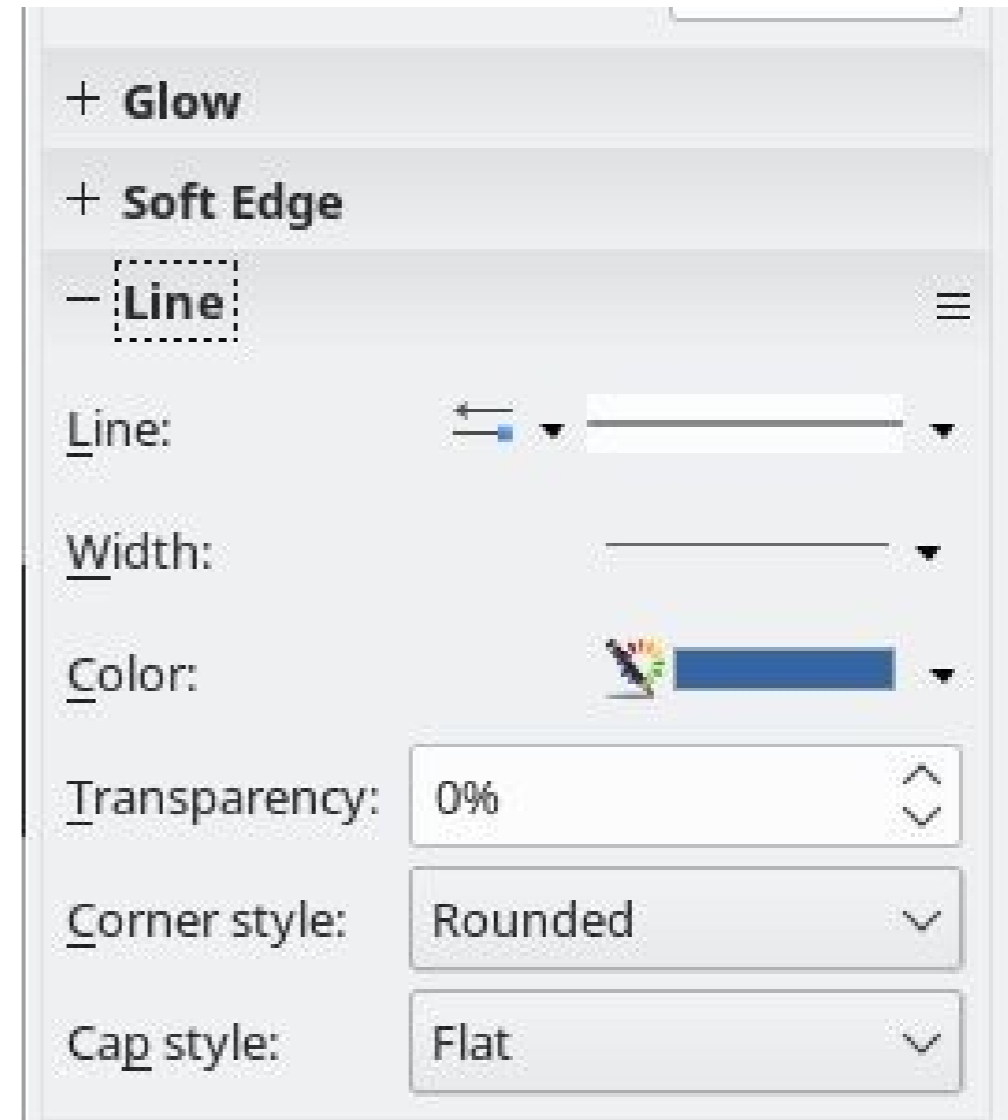 Glow
Soft Edge
Line
Line:
Width:
Color:
Transparency: 0%
Corner style: Rounded
Cap style: Flat